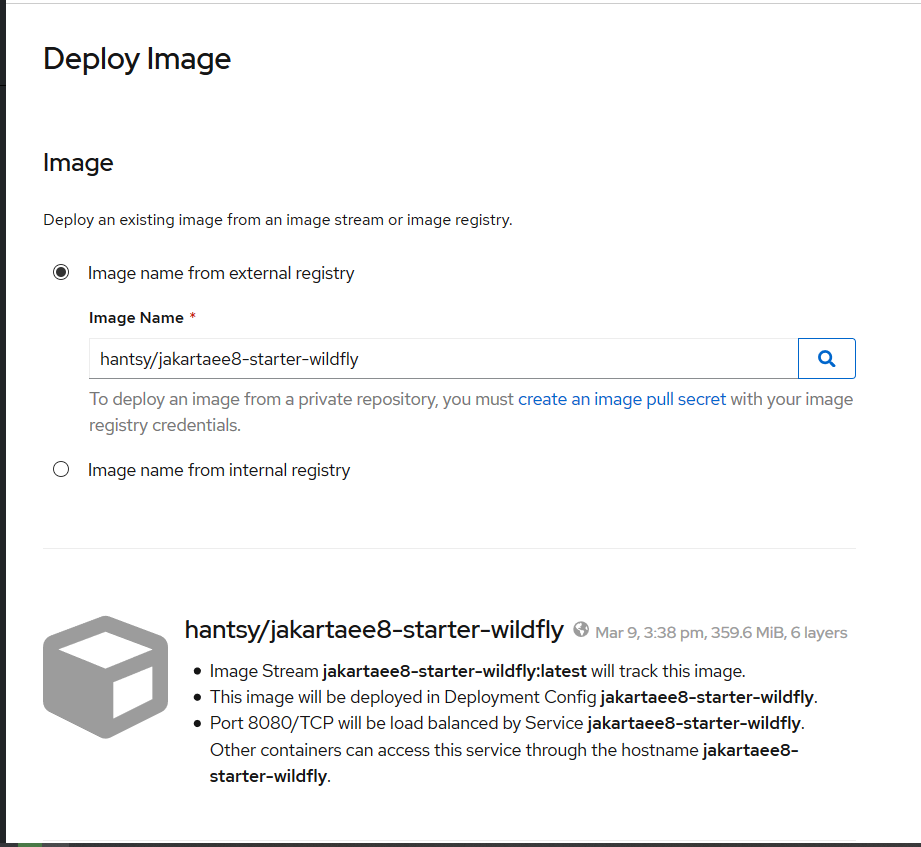 Deploy Image
Image
Deploy an existing image from an image stream or image registry.
Image name from external registry
Image Name *
hantsy/jakartaee8-starter-wildfly
To deploy an image from a private repository, you must create an image pull secret with your image
registry credentials.
Image name from internal registry
hantsy/jakartaee8-starter-wildfly Mar 9, 3:38 pm, 359.6 MiB, 6 layers
• Image Stream jakartaee8-starter-wildfly:latest will track this image.
• This image will be deployed in Deployment Config jakartaee8-starter-wildfly.
• Port 8080/TCP will be load balanced by Service jakartaee8-starter-wildfly.
Other containers can access this service through the hostname jakartaee8-
starter-wildfly.